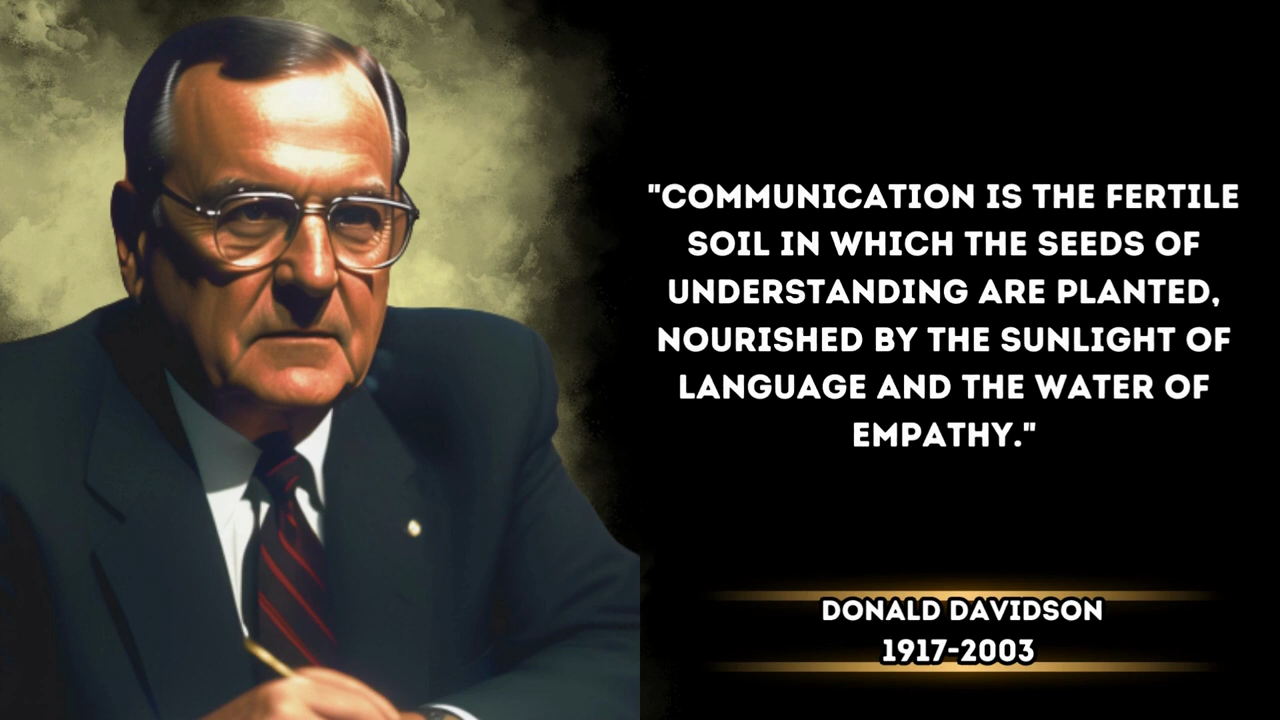 "COMMUNICATION IS THE FERTILE
SOIL IN WHICH THE SEEDS OF
UNDERSTANDING ARE PLANTED,
NOURISHED BY THE SUNLIGHT OF
LANGUAGE AND THE WATER OF
EMPATHY."
DONALD DAVIDSON
1917-2003